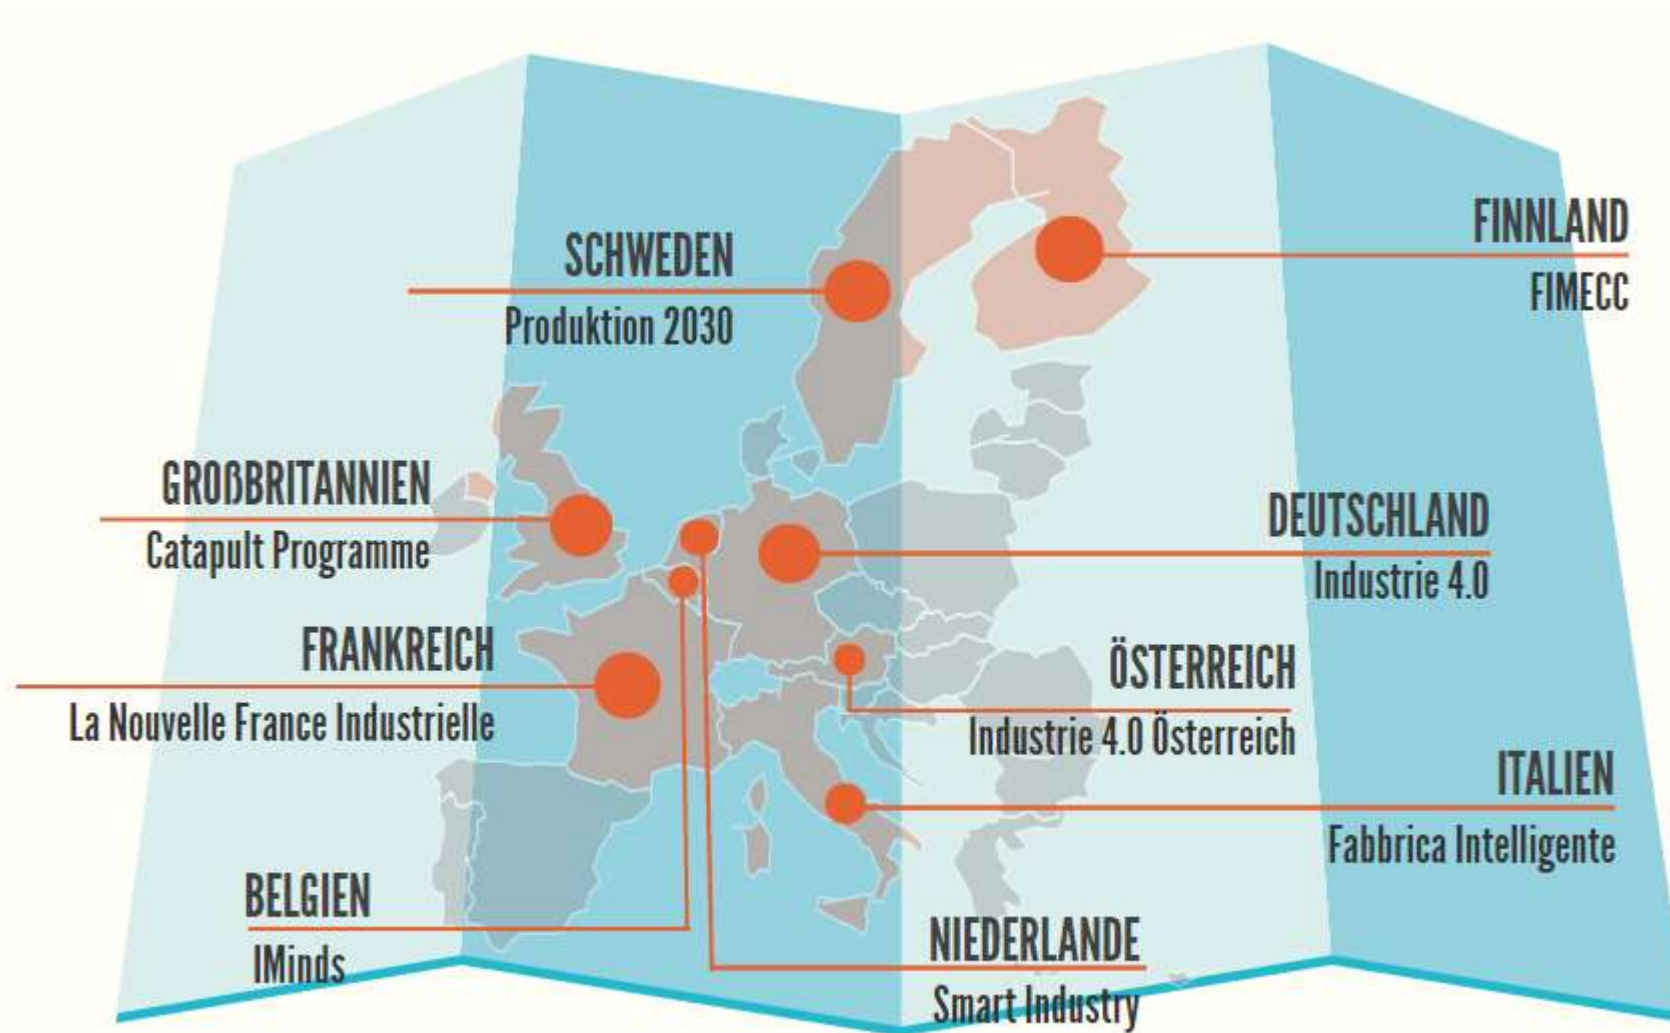 FINNLAND
FIMECC
SCHWEDEN
Produktion 2030
GROßBRITANNIEN
Catapult Programme
DEUTSCHLAND
Industrie 4.0
FRANKREICH
La Nouvelle France Industrielle
ÖSTERREICH
Industrie 4.0 Österreich
ITALIEN
Fabbrica Intelligente
BELGIEN
IMinds
NIEDERLANDE
Smart Industry